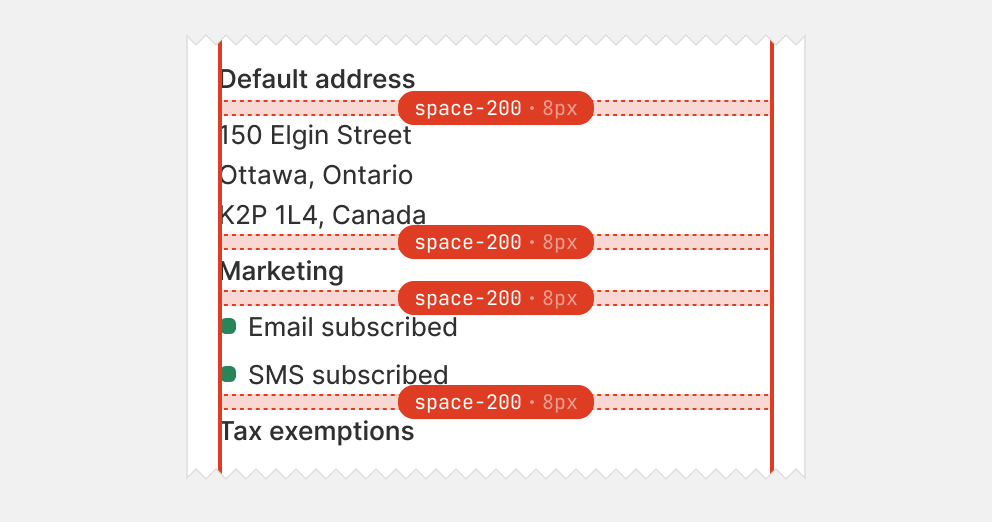 Default address
space-200 • 8px
150 Elgin Street
Ottawa, Ontario
K2P 1L4, Canada
space-200 • 8px
Marketing
space-200 • 8px
Email subscribed
SMS subscribed
space-200 • 8px
Tax exemptions